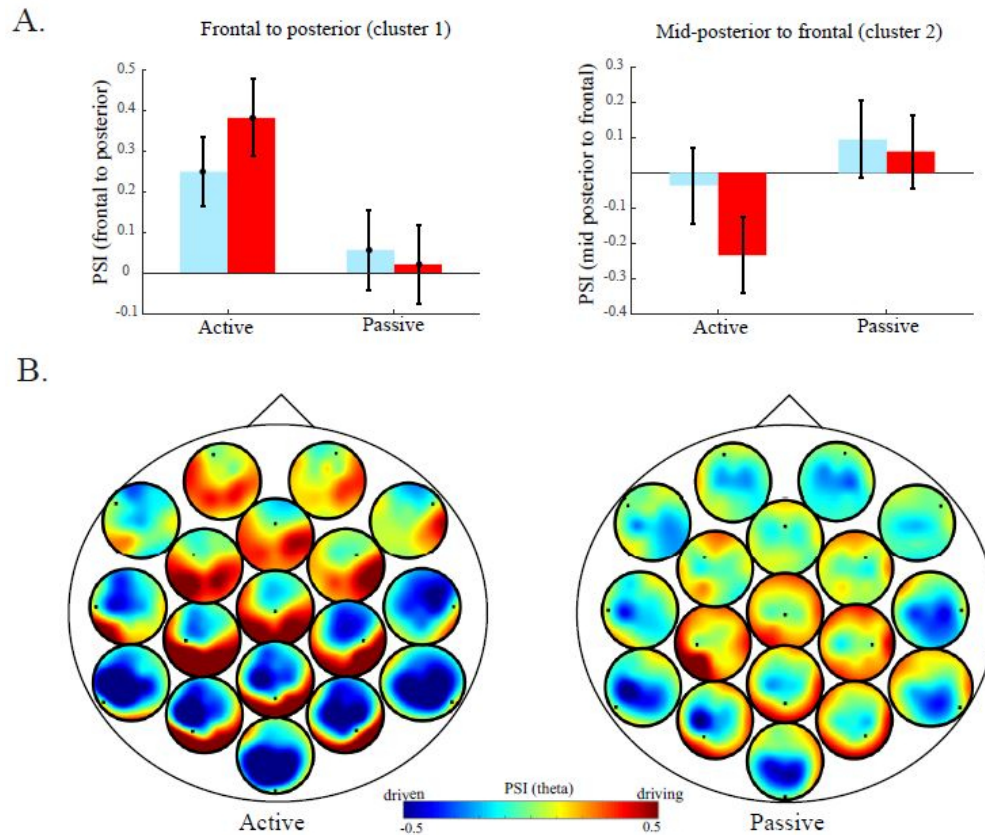 A.
Frontal to posterior (cluster 1)
Mid-posterior to frontal (cluster 2)
PSI (frontal to posterior)
0.5
0.4
0.3
0.2
0.1
0
-0.1
Active
Passive
PSI (mid posterior to frontal)
0.3
0.2
0.1
-0.1
-0.2
-0.3
-0.4
Active
Passive
B.
driven
PSI (theta)
driving
-0.5
0.5
Active
Passive